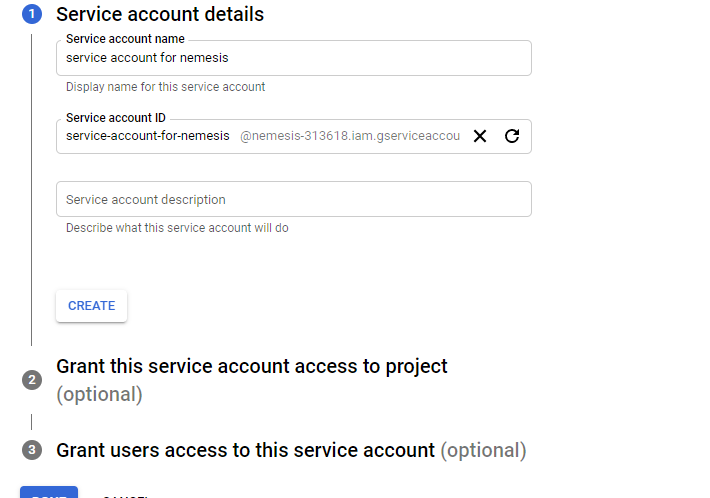 1 Service account details
Service account name
service account for nemesis
Display name for this service account
Service account ID
service-account-for-nemesis @nemesis-313618.iam.gserviceaccou
Service account description
Describe what this service account will do
CREATE
2 Grant this service account access to project
(optional)
3 Grant users access to this service account (optional)